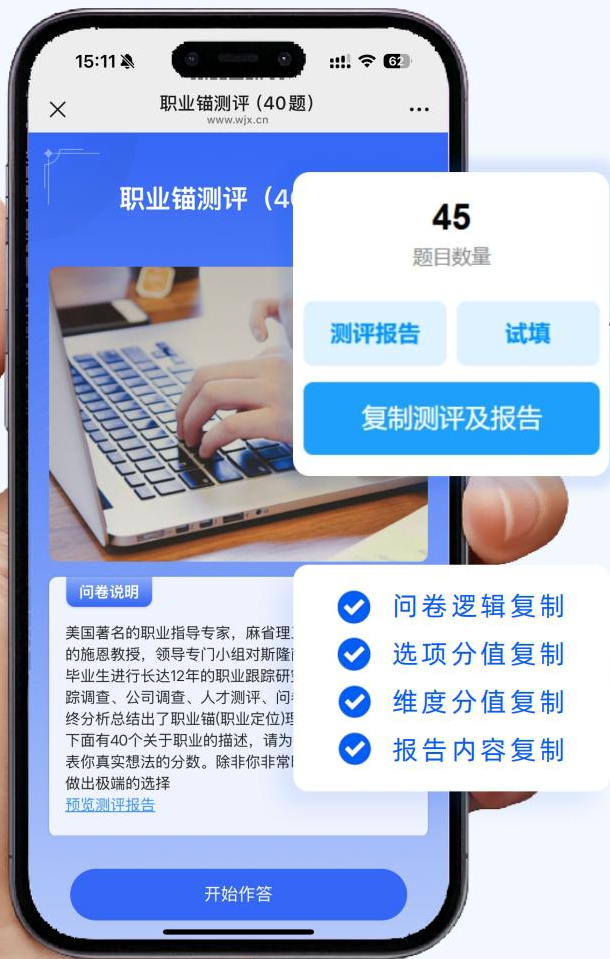 15:11
62
职业锚测评（40题）
www.wjx.cn
职业锚测评（4
45
题目数量
测评报告
试填
复制测评及报告
问卷说明
美国著名的职业指导专家，麻省理
的施恩教授，领导专门小组对斯隆
毕业生进行长达12年的职业跟踪研
踪调查、公司调查、人才测评、问
终分析总结出了职业锚(职业定位)理
下面有40个关于职业的描述，请为
表你真实想法的分数。除非你非常
做出极端的选择
预览测评报告
问卷逻辑复制
选项分值复制
维度分值复制
报告内容复制
开始作答